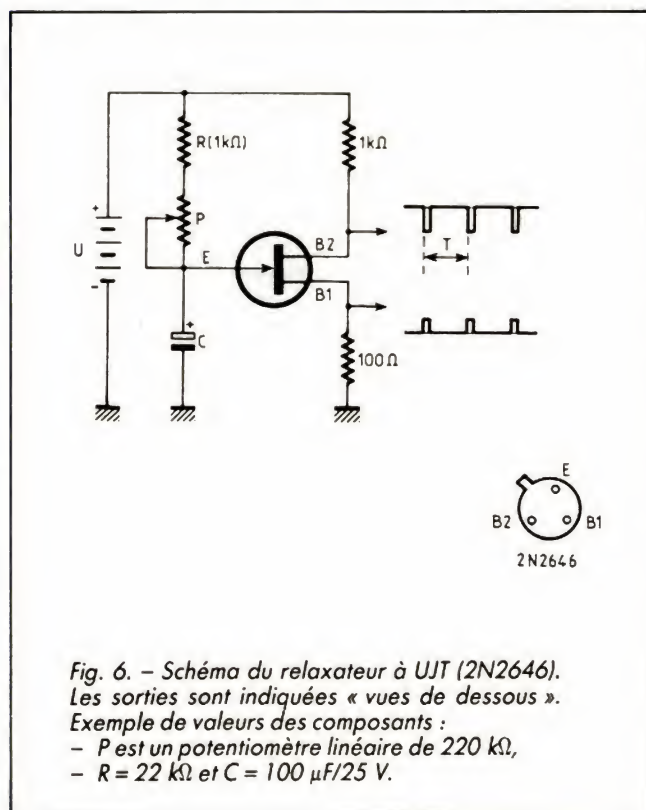 R(1kΩ)
1kΩ
+
P
U
E
B2
T
-
B1
+
C
100Ω
E
B2
B1
2N2646
Fig. 6. – Schéma du relaxateur à UJT (2N2646).
Les sorties sont indiquées « vues de dessous ».
Exemple de valeurs des composants :
– P est un potentiomètre linéaire de 220 kΩ,
– R = 22 kΩ et C = 100 µF/25 V.